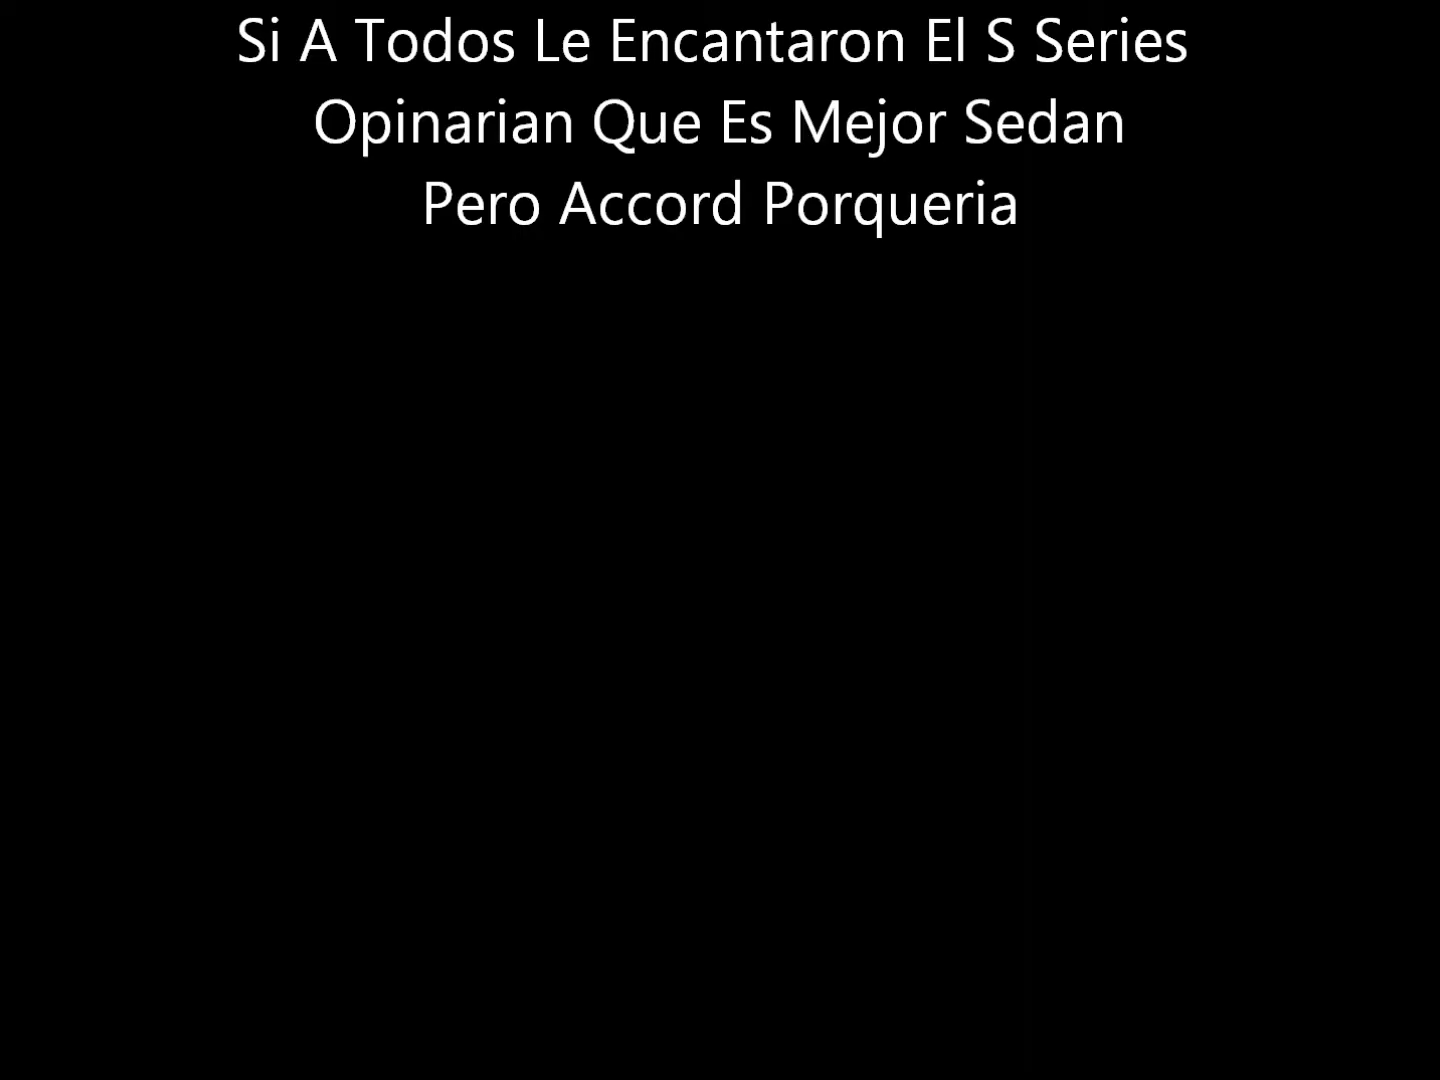 Si A Todos Le Encantaron El S Series
Opinarian Que Es Mejor Sedan
Pero Accord Porqueria